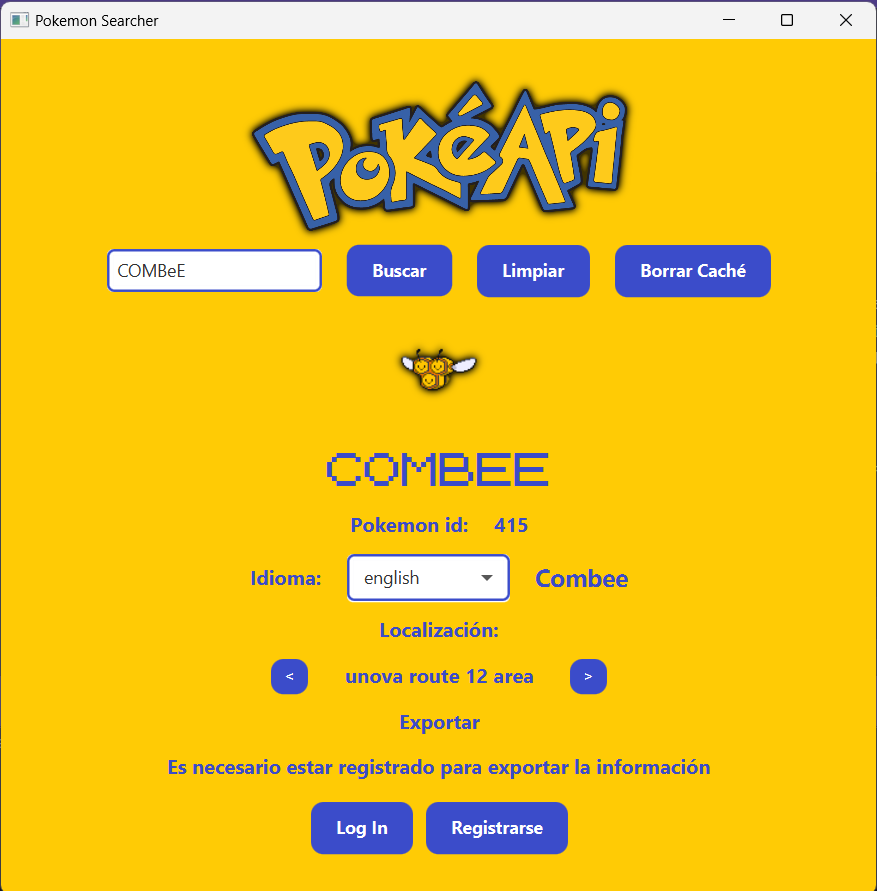 Pokemon Searcher
PokéApi
COMBeE Buscar Limpiar Borrar Caché
COMBEE
Pokemon id: 415
Idioma: english Combee
Localización:
< unova route 12 area >
Exportar
Es necesario estar registrado para exportar la información
Log In Registrarse